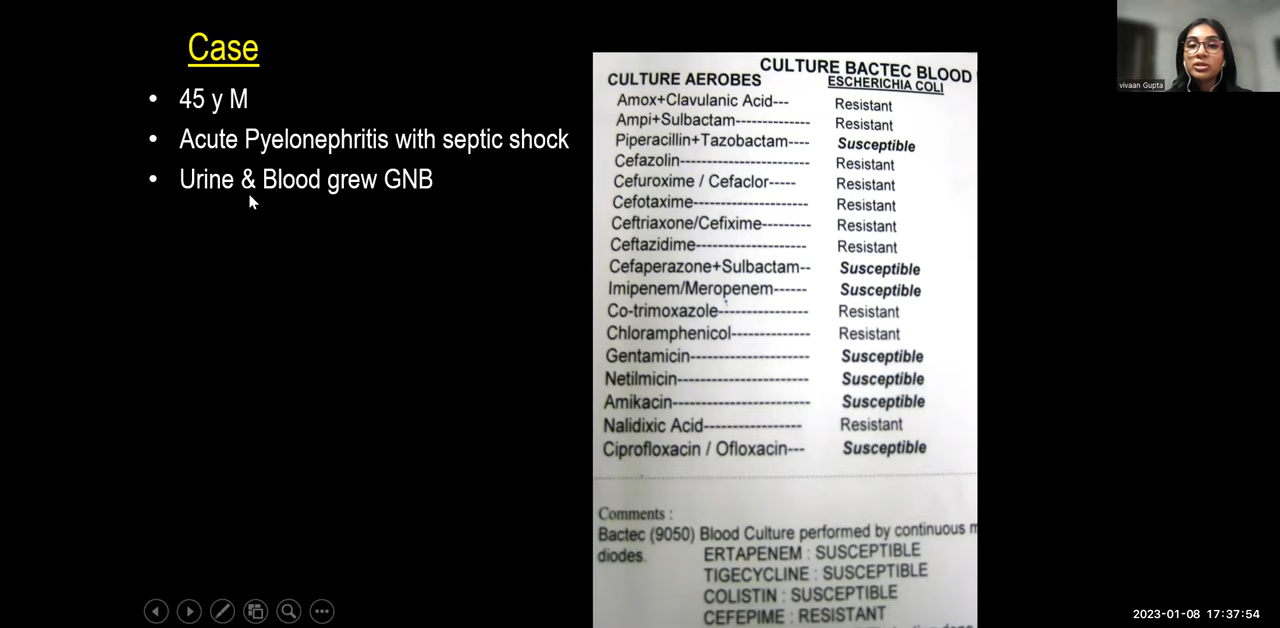 Case
• 45 y M
• Acute Pyelonephritis with septic shock
• Urine & Blood grew GNB
CULTURE BACTEC BLOOD
CULTURE AEROBES ESCHERICHIA COLI
Amox+Clavulanic Acid--- Resistant
Ampi+Sulbactam------------- Resistant
Piperacillin+Tazobactam---- Susceptible
Cefazolin---------------------- Resistant
Cefuroxime / Cefaclor----- Resistant
Cefotaxime------------------- Resistant
Ceftriaxone/Cefixime--------- Resistant
Ceftazidime-------------------- Resistant
Cefaperazone+Sulbactam-- Susceptible
Imipenem/Meropenem------ Susceptible
Co-trimoxazole---------------- Resistant
Chloramphenicol-------------- Resistant
Gentamicin--------------------- Susceptible
Netilmicin----------------------- Susceptible
Amikacin------------------------ Susceptible
Nalidixic Acid----------------- Resistant
Ciprofloxacin / Ofloxacin--- Susceptible
Comments :
Bactec (9050) Blood Culture performed by continuous
diodes. ERTAPENEM : SUSCEPTIBLE
TIGECYCLINE : SUSCEPTIBLE
COLISTIN : SUSCEPTIBLE
CEFEPIME : RESISTANT
vivaan Gupta
2023-01-08 17:37:54